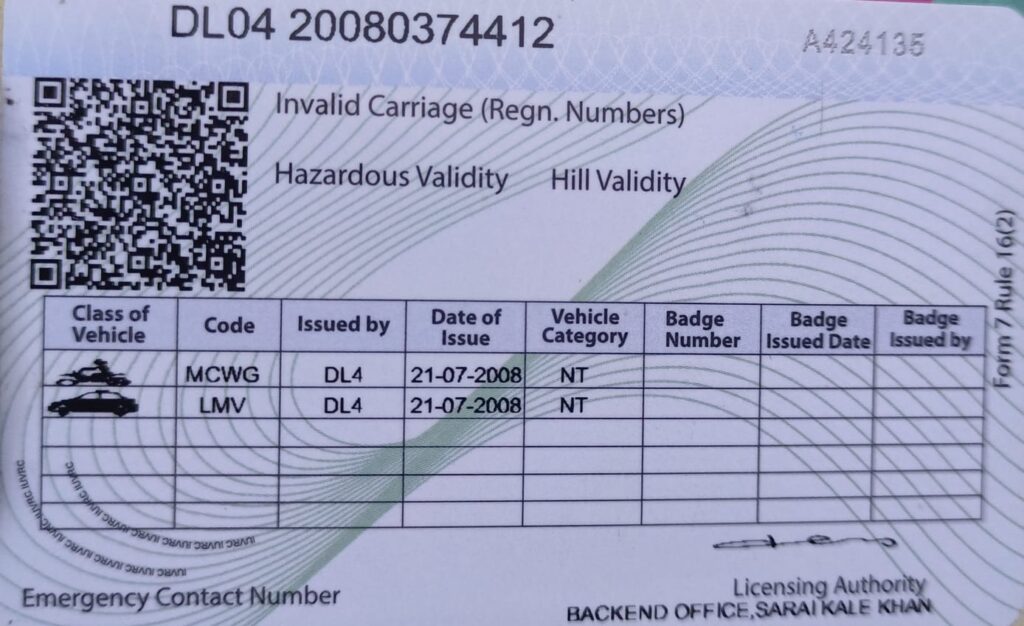 DL04 20080374412
A424135
Invalid Carriage (Regn. Numbers)
Hazardous Validity Hill Validity
Form 7 Rule 16(2)
Class of Vehicle Code Issued by Date of Issue Vehicle Category Badge Number Badge Issued Date Badge Issued by
MCWG DL4 21-07-2008 NT
LMV DL4 21-07-2008 NT
Emergency Contact Number
Licensing Authority
BACKEND OFFICE,SARAI KALE KHAN